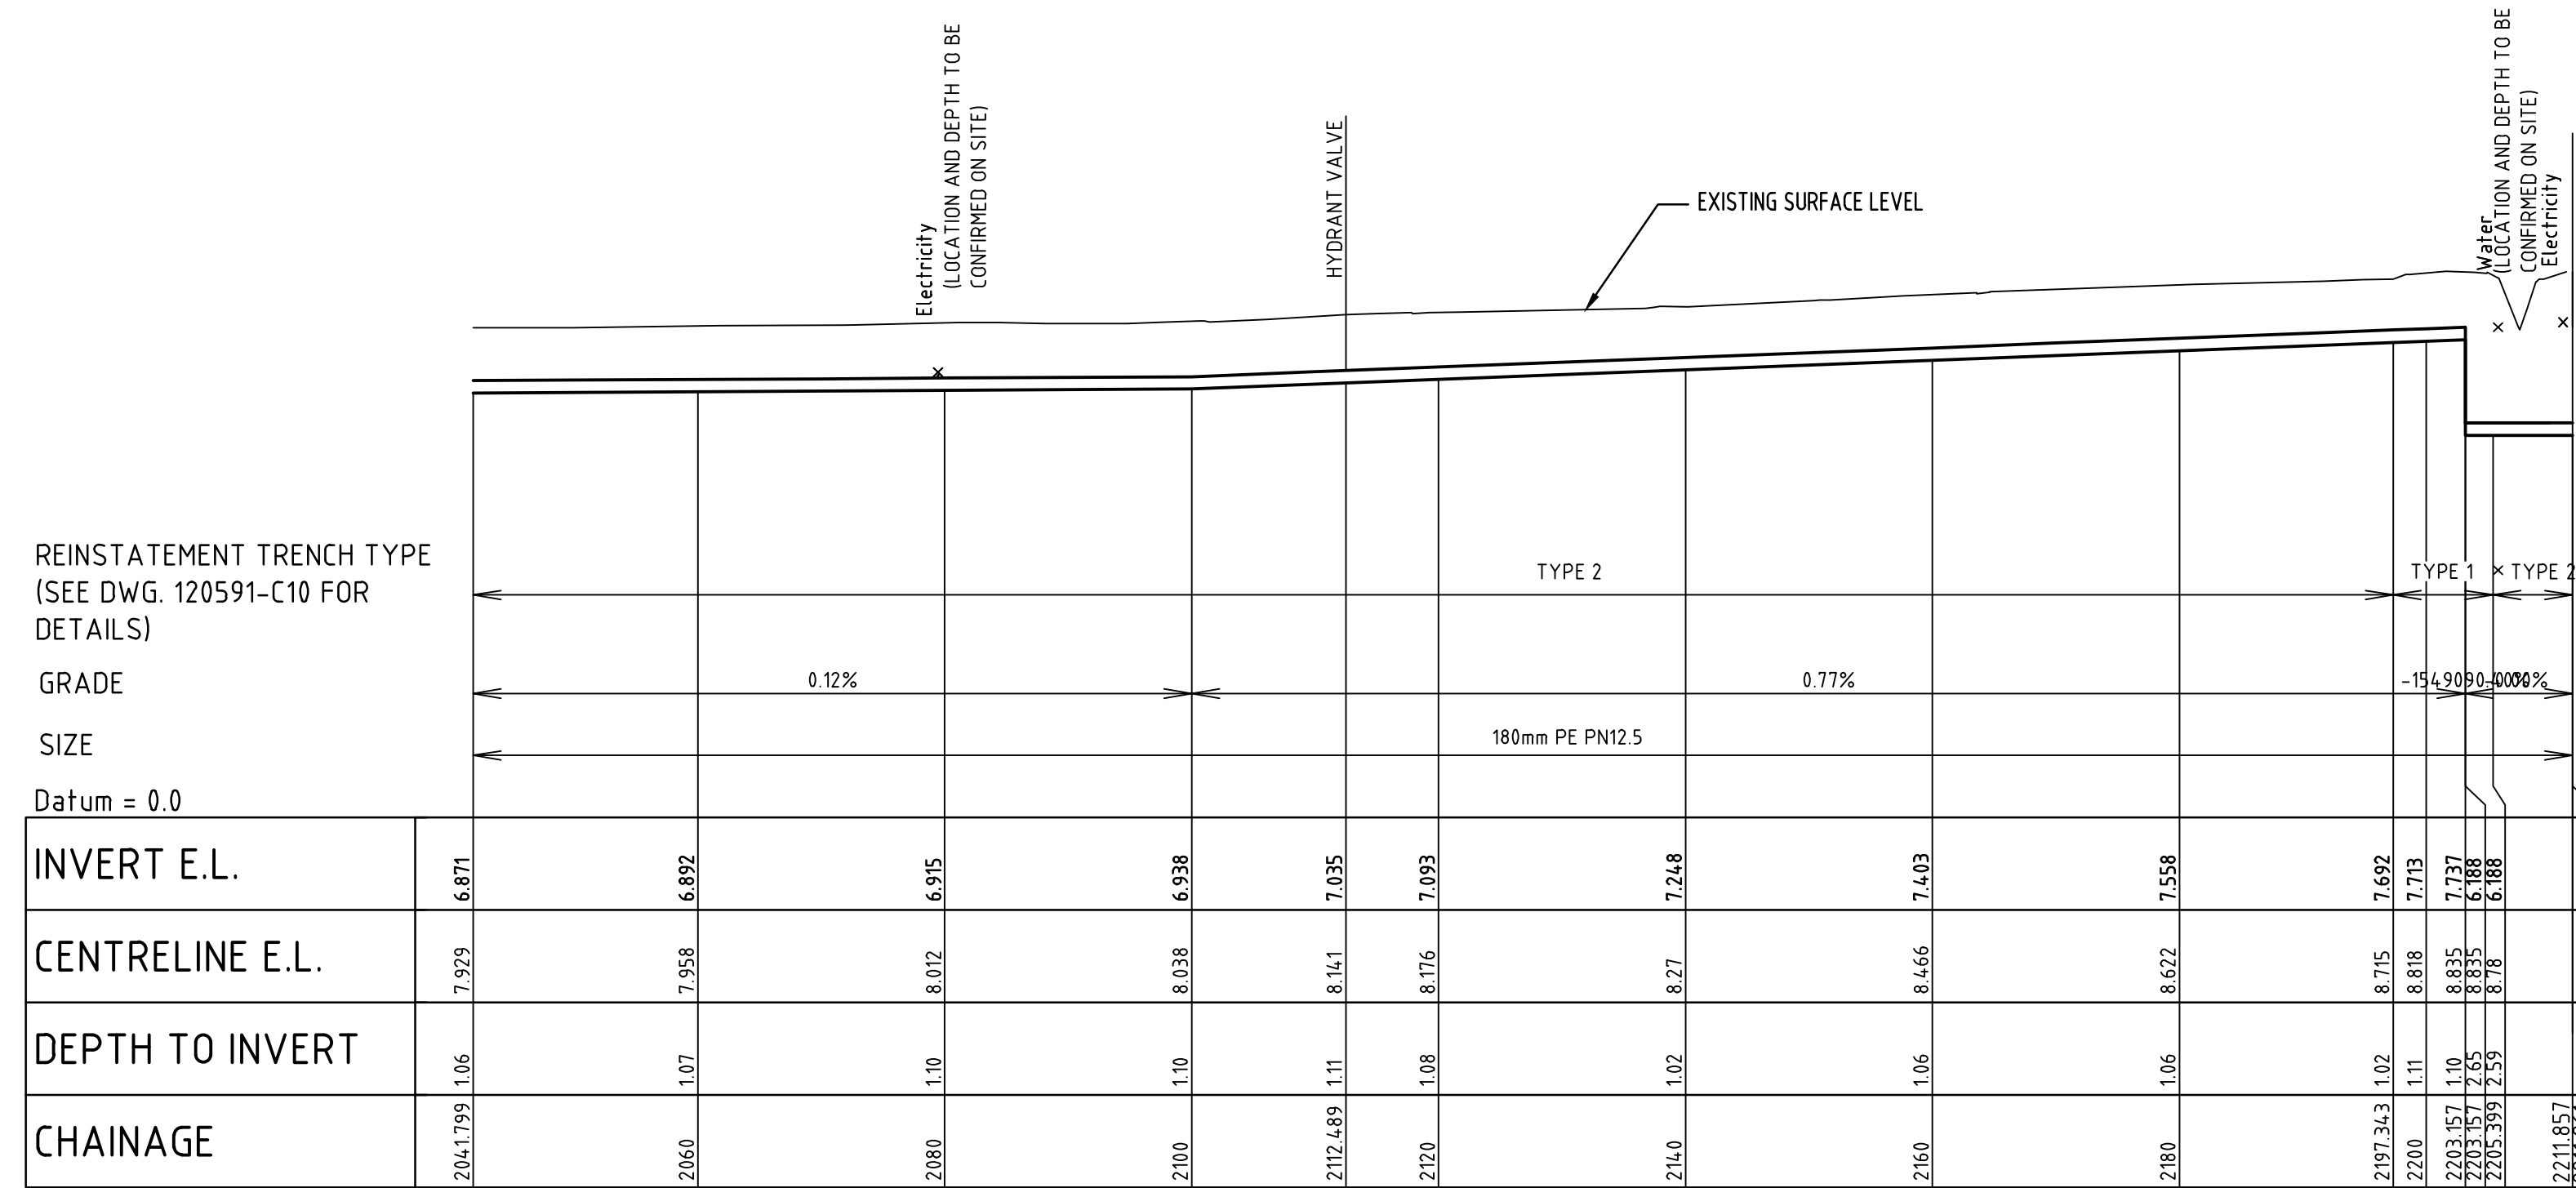 Electricity
(LOCATION AND DEPTH TO BE
CONFIRMED ON SITE)
HYDRANT VALVE
EXISTING SURFACE LEVEL
Water
(LOCATION AND DEPTH TO BE
CONFIRMED ON SITE)
Electricity
REINSTATEMENT TRENCH TYPE
(SEE DWG. 120591-C10 FOR
DETAILS)
TYPE 2
TYPE 1
TYPE 2
GRADE
0.12%
0.77%
SIZE
180mm PE PN12.5
Datum = 0.0
INVERT E.L.
6.871 6.892 6.915 6.938 7.035 7.093 7.248 7.403 7.558 7.692 7.713 7.737 6.188 6.188
CENTRELINE E.L.
7.929 7.958 8.012 8.038 8.141 8.176 8.27 8.466 8.622 8.715 8.818 8.835 8.835 8.78
DEPTH TO INVERT
1.06 1.07 1.10 1.10 1.11 1.08 1.02 1.06 1.06 1.02 1.11 1.10 2.65 2.59
CHAINAGE
2041.799 2060 2080 2100 2112.489 2120 2140 2160 2180 2197.343 2200 2203.157 2203.157 2205.399 2211.857